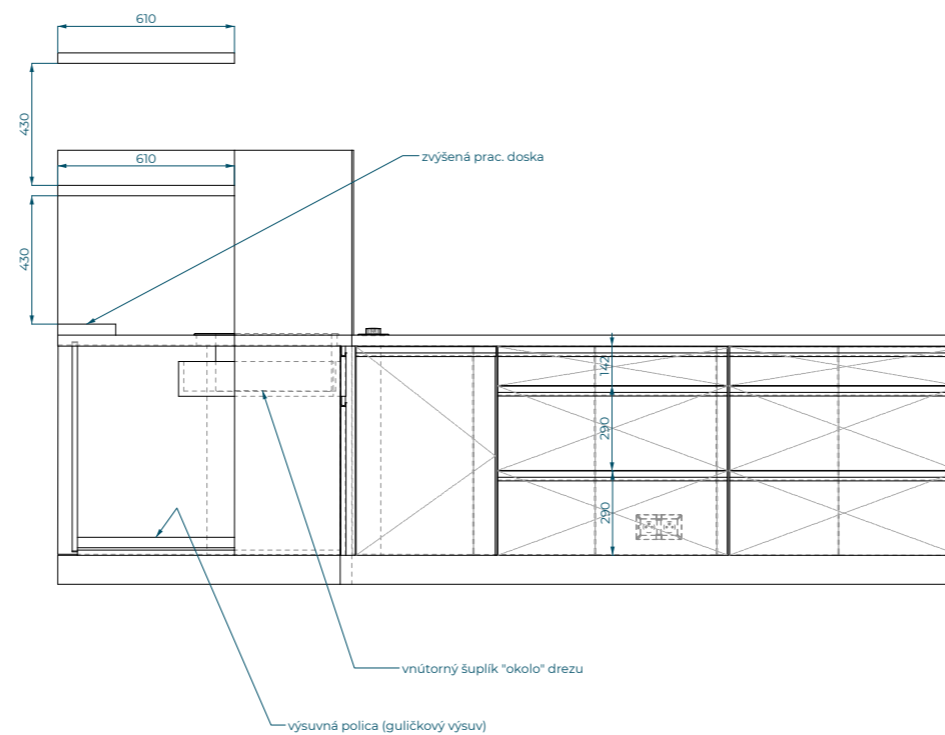 610
430
610
zvýšená prac. doska
430
142
290
290
vnútorný šuplík "okolo" drezu
výsuvná polica (guličkový výsuv)